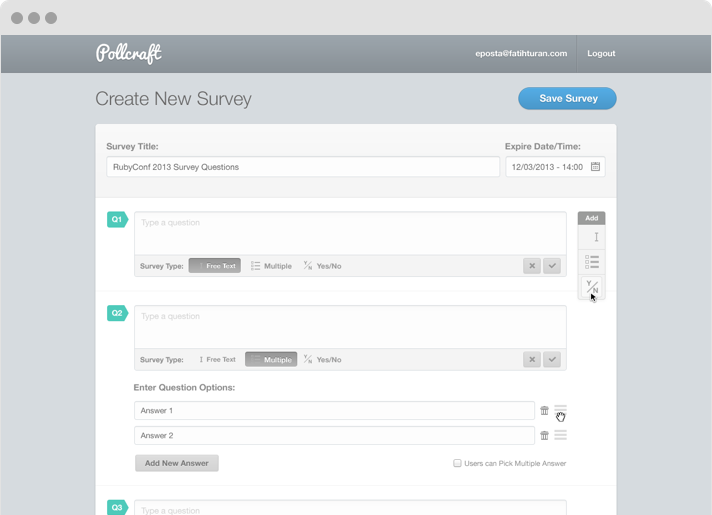 Pollcraft
eposta@fatihturan.com Logout
Create New Survey
Save Survey
Survey Title: Expire Date/Time:
RubyConf 2013 Survey Questions 12/03/2013 - 14:00
Q1 Type a question Add
Survey Type: Free Text Multiple Y/N Yes/No
Y/N
Q2 Type a question
Survey Type: Free Text Multiple Y/N Yes/No
Enter Question Options:
Answer 1
Answer 2
Add New Answer Users can Pick Multiple Answer
Q3 Type a question